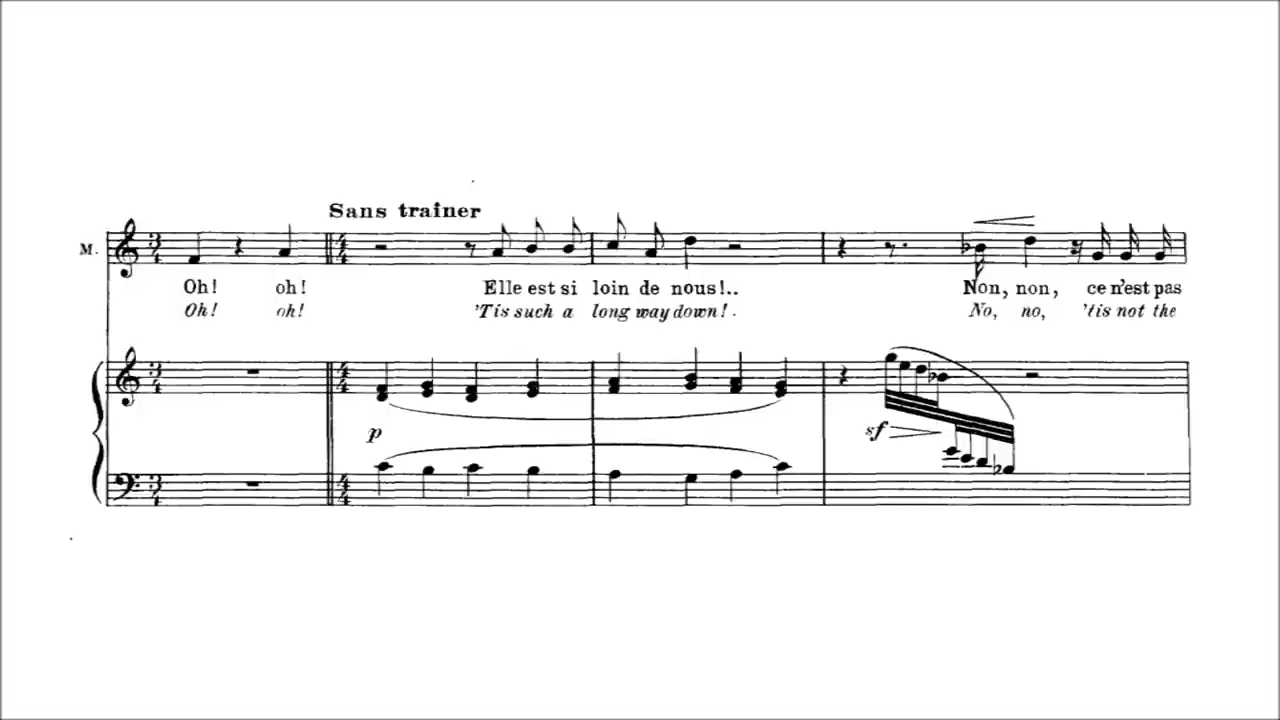 Sans trainer
M.
Oh! oh! Elle est si loin de nous!.. Non, non, ce n'est pas
Oh! oh! 'Tis such a long way down!. No, no, 'tis not the
p
sf